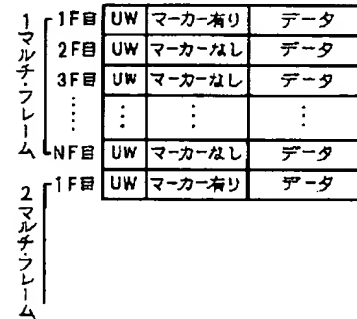 1マルチ・フレーム
1F目 UW マーカー有り データ
2F目 UW マーカーなし データ
3F目 UW マーカーなし データ
⋮ ⋮ ⋮ ⋮
NF目 UW マーカーなし データ
2マルチ・フレーム
1F目 UW マーカー有り データ